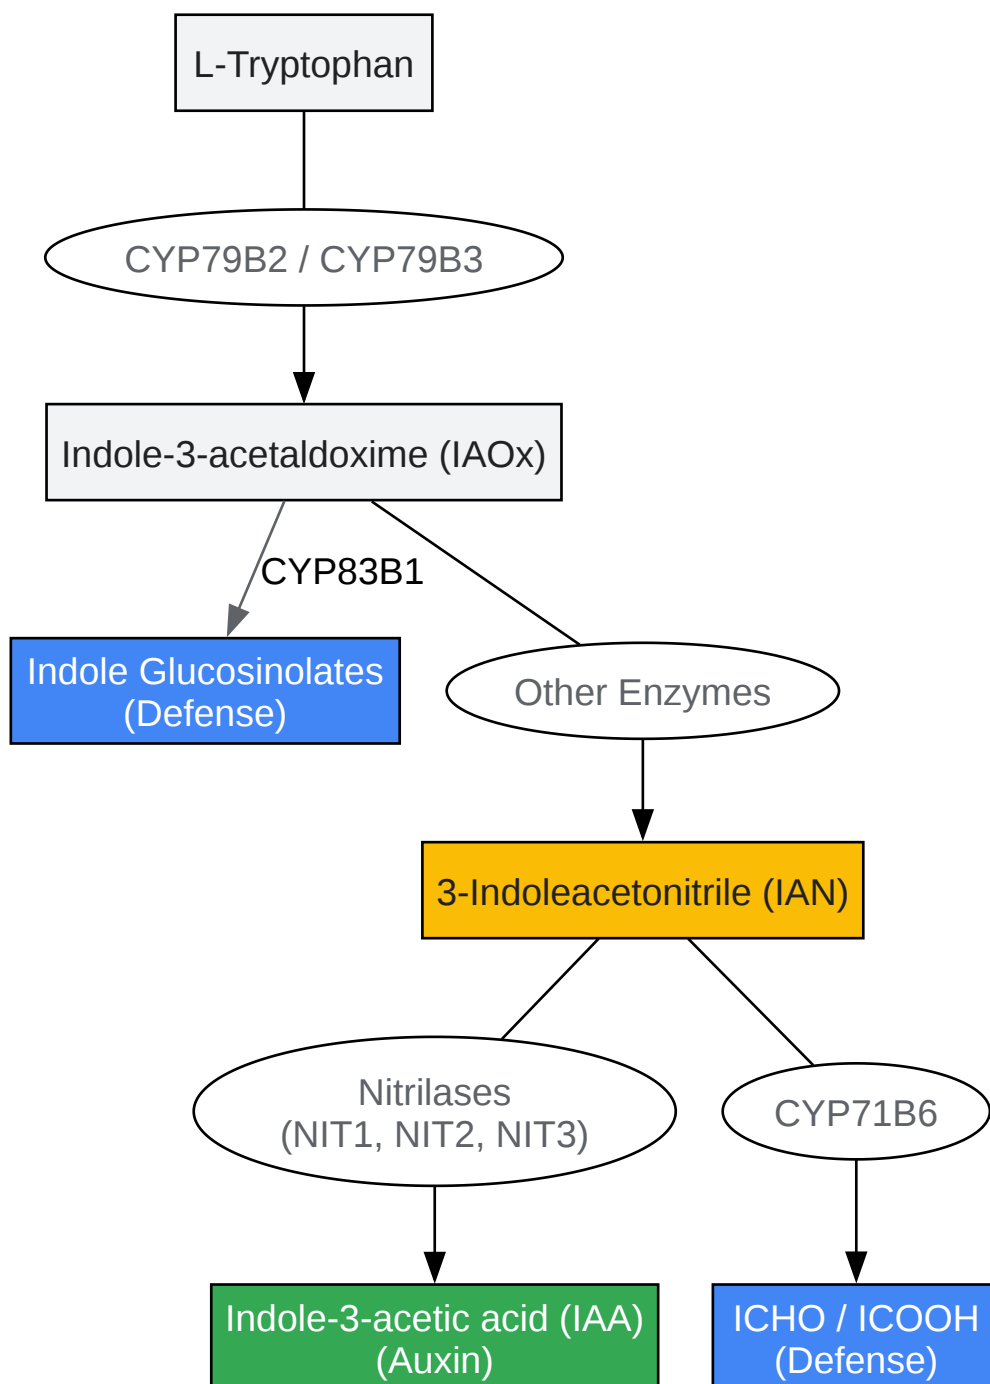 L-Tryptophan
CYP79B2 / CYP79B3
Indole-3-acetaldoxime (IAOx)
CYP83B1
Indole Glucosinolates
(Defense)
Other Enzymes
3-Indoleacetonitrile (IAN)
Nitrilases
(NIT1, NIT2, NIT3)
CYP71B6
Indole-3-acetic acid (IAA)
(Auxin)
ICHO / ICOOH
(Defense)